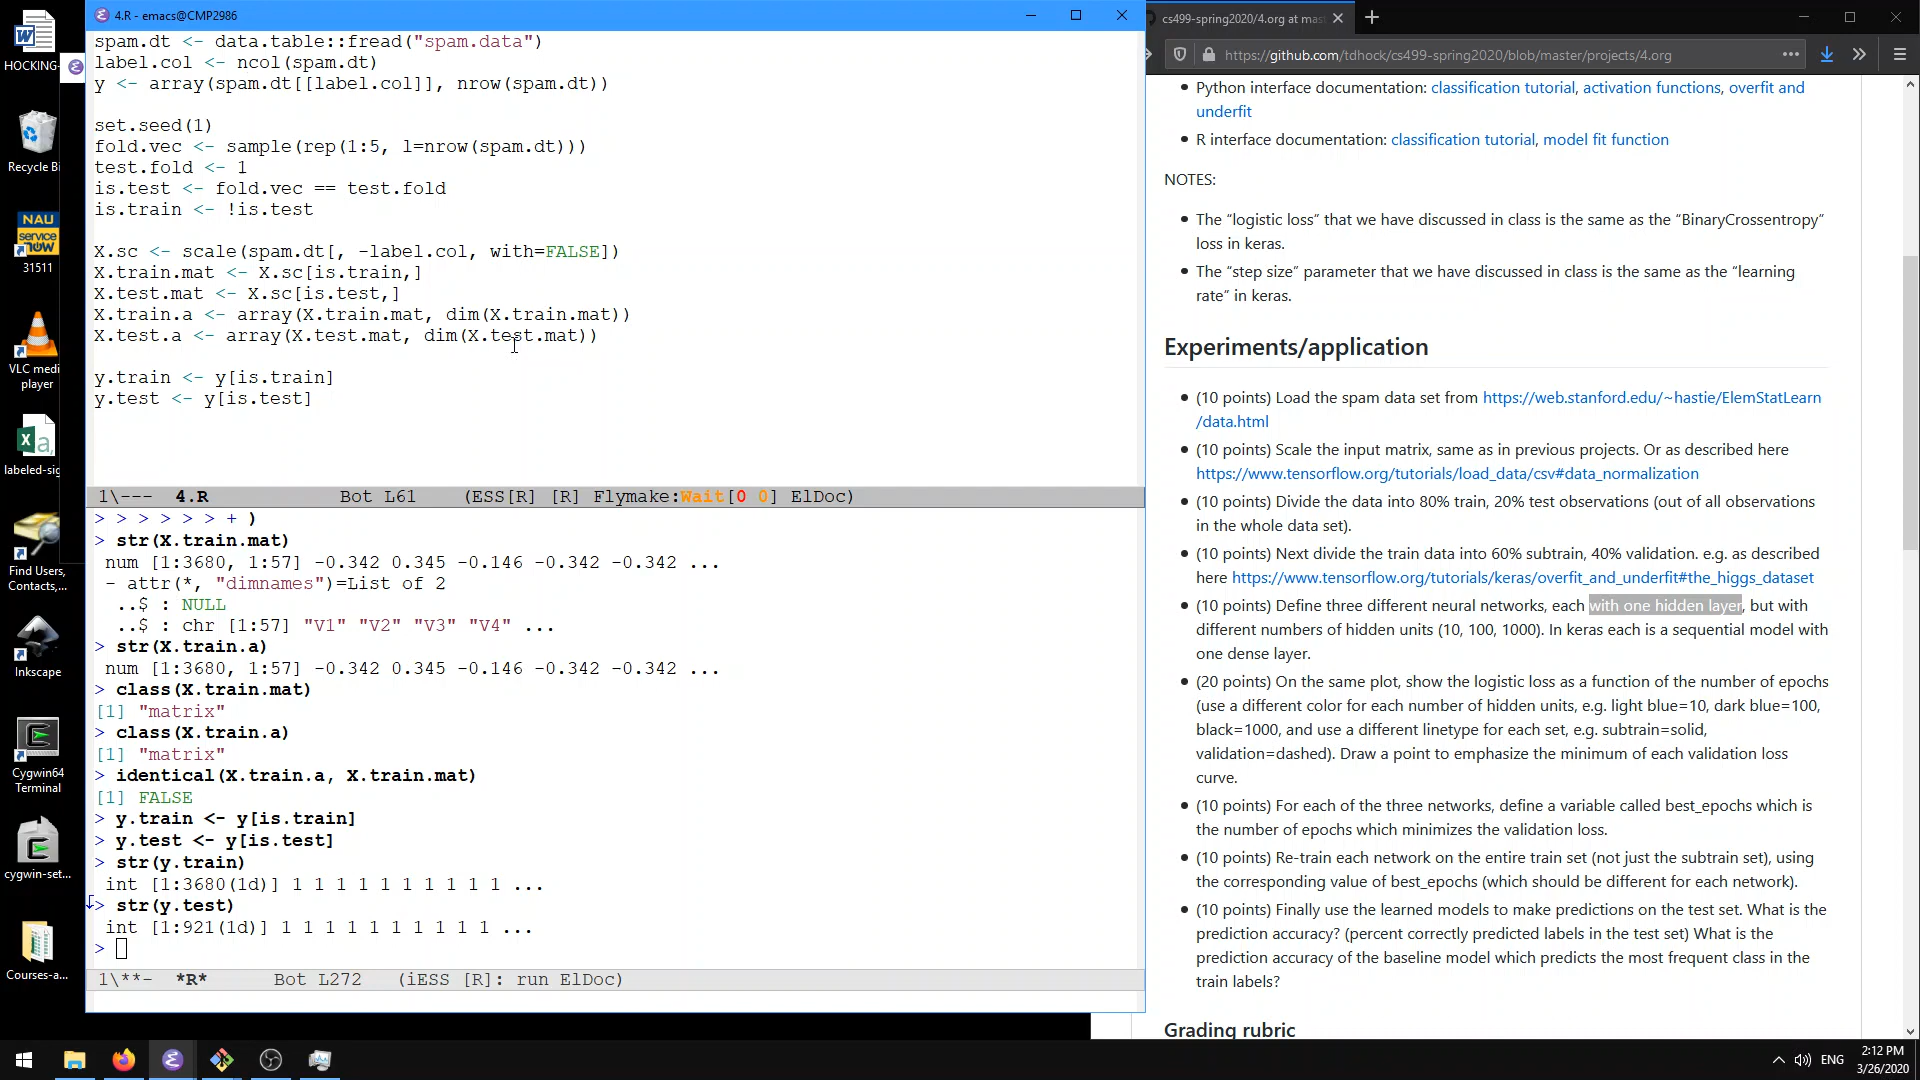 4.R - emacs@CMP2986
spam.dt <- data.table::fread("spam.data")
label.col <- ncol(spam.dt)
y <- array(spam.dt[[label.col]], nrow(spam.dt))
set.seed(1)
fold.vec <- sample(rep(1:5, l=nrow(spam.dt)))
test.fold <- 1
is.test <- fold.vec == test.fold
is.train <- !is.test
X.sc <- scale(spam.dt[, -label.col, with=FALSE])
X.train.mat <- X.sc[is.train,]
X.test.mat <- X.sc[is.test,]
X.train.a <- array(X.train.mat, dim(X.train.mat))
X.test.a <- array(X.test.mat, dim(X.test.mat))
y.train <- y[is.train]
y.test <- y[is.test]
1\--- 4.R Bot L61 (ESS[R] [R] Flymake:Wait[0 0] ElDoc)
> > > > > > + )
> str(X.train.mat)
num [1:3680, 1:57] -0.342 0.345 -0.146 -0.342 -0.342 ...
- attr(*, "dimnames")=List of 2
..$ : NULL
..$ : chr [1:57] "V1" "V2" "V3" "V4" ...
> str(X.train.a)
num [1:3680, 1:57] -0.342 0.345 -0.146 -0.342 -0.342 ...
> class(X.train.mat)
[1] "matrix"
> class(X.train.a)
[1] "matrix"
> identical(X.train.a, X.train.mat)
[1] FALSE
> y.train <- y[is.train]
> y.test <- y[is.test]
> str(y.train)
int [1:3680(1d)] 1 1 1 1 1 1 1 1 1 1 ...
> str(y.test)
int [1:921(1d)] 1 1 1 1 1 1 1 1 1 1 ...
>
1\**- *R* Bot L272 (iESS [R]: run ElDoc)
cs499-spring2020/4.org at mas
https://github.com/tdhock/cs499-spring2020/blob/master/projects/4.org
• Python interface documentation: classification tutorial, activation functions, overfit and
underfit
• R interface documentation: classification tutorial, model fit function
NOTES:
• The “logistic loss” that we have discussed in class is the same as the “BinaryCrossentropy”
loss in keras.
• The “step size” parameter that we have discussed in class is the same as the “learning
rate” in keras.
Experiments/application
• (10 points) Load the spam data set from https://web.stanford.edu/~hastie/ElemStatLearn
/data.html
• (10 points) Scale the input matrix, same as in previous projects. Or as described here
https://www.tensorflow.org/tutorials/load_data/csv#data_normalization
• (10 points) Divide the data into 80% train, 20% test observations (out of all observations
in the whole data set).
• (10 points) Next divide the train data into 60% subtrain, 40% validation. e.g. as described
here https://www.tensorflow.org/tutorials/keras/overfit_and_underfit#the_higgs_dataset
• (10 points) Define three different neural networks, each with one hidden layer, but with
different numbers of hidden units (10, 100, 1000). In keras each is a sequential model with
one dense layer.
• (20 points) On the same plot, show the logistic loss as a function of the number of epochs
(use a different color for each number of hidden units, e.g. light blue=10, dark blue=100,
black=1000, and use a different linetype for each set, e.g. subtrain=solid,
validation=dashed). Draw a point to emphasize the minimum of each validation loss
curve.
• (10 points) For each of the three networks, define a variable called best_epochs which is
the number of epochs which minimizes the validation loss.
• (10 points) Re-train each network on the entire train set (not just the subtrain set), using
the corresponding value of best_epochs (which should be different for each network).
• (10 points) Finally use the learned models to make predictions on the test set. What is the
prediction accuracy? (percent correctly predicted labels in the test set) What is the
prediction accuracy of the baseline model which predicts the most frequent class in the
train labels?
Grading rubric
HOCKING-
Recycle Bi
NAU
service
now
31511
VLC medi
player
labeled-sig
Find Users,
Contacts,...
Inkscape
Cygwin64
Terminal
cygwin-set...
Courses-a...
ENG
2:12 PM
3/26/2020